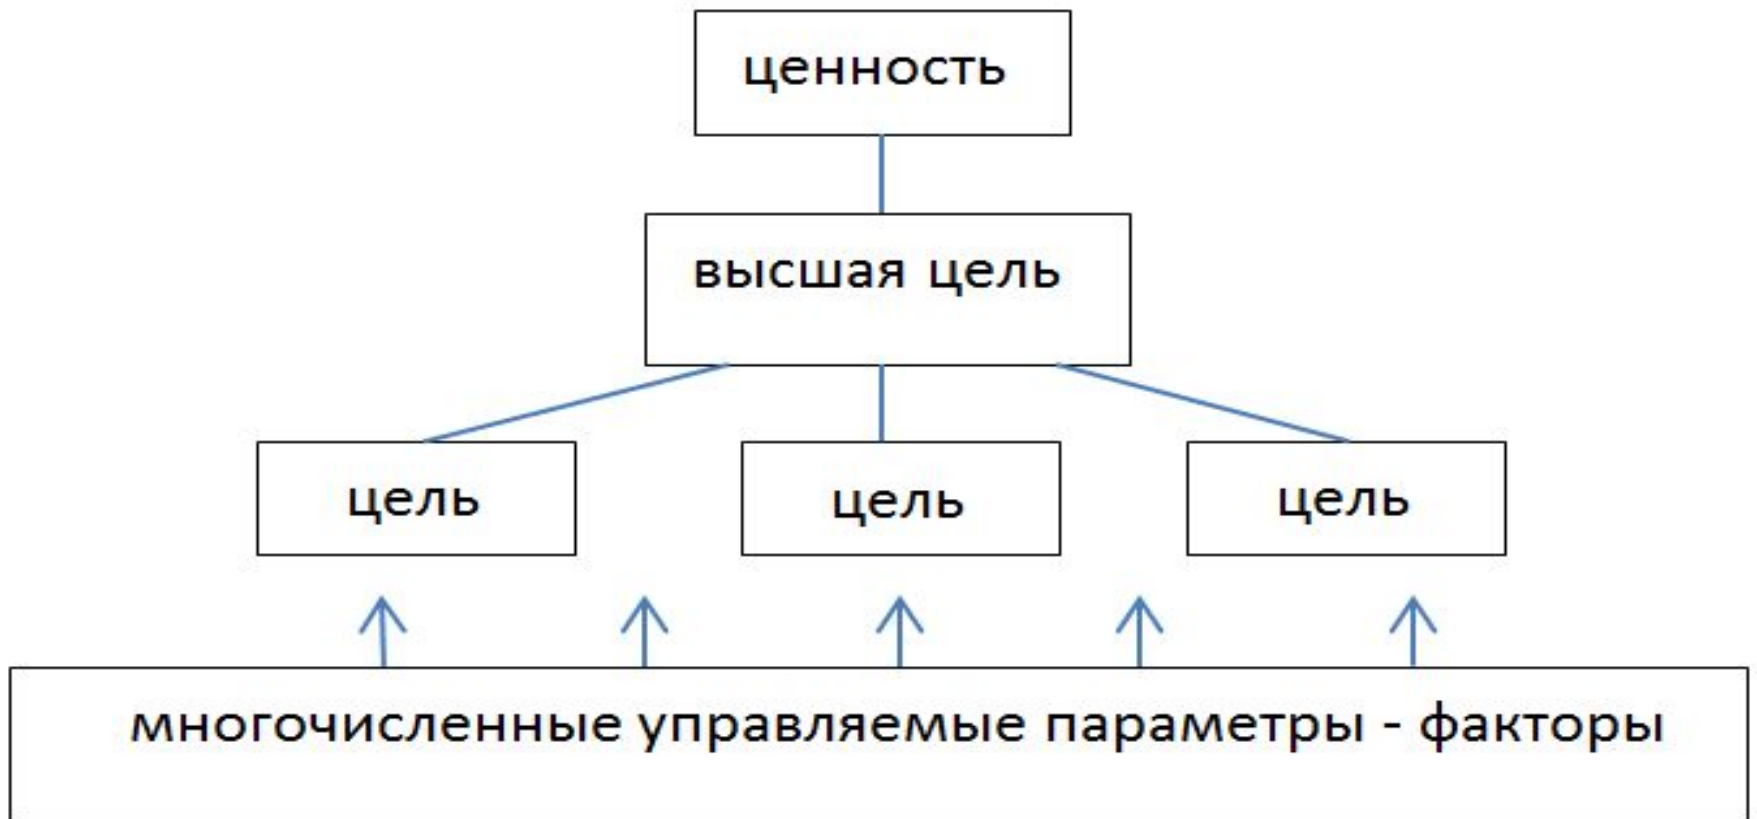 ценность
высшая цель
цель
цель
цель
многочисленные управляемые параметры - факторы